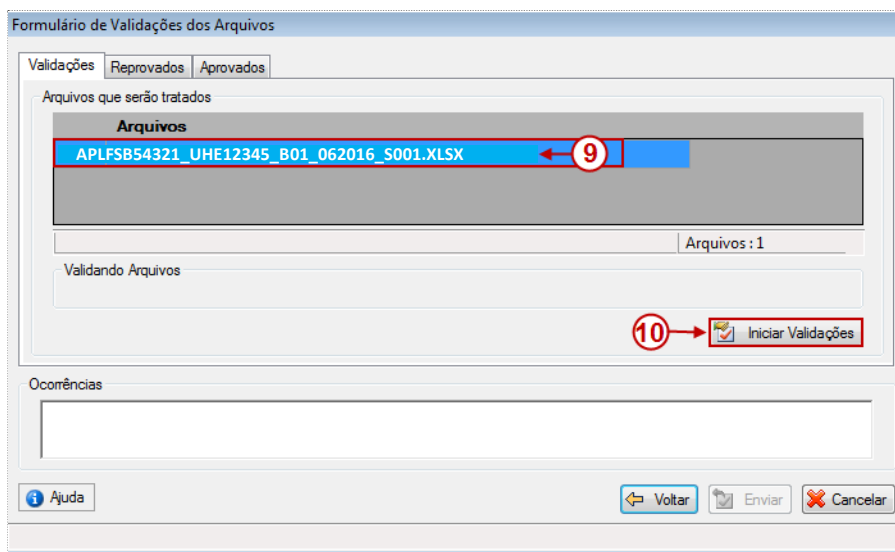 Formulário de Validações dos Arquivos
Validações Reprovados Aprovados
Arquivos que serão tratados
Arquivos
APLFSB54321_UHE12345_B01_062016_S001.XLSX 9
Arquivos : 1
Validando Arquivos
10 Iniciar Validações
Ocorrências
Ajuda Voltar Enviar Cancelar